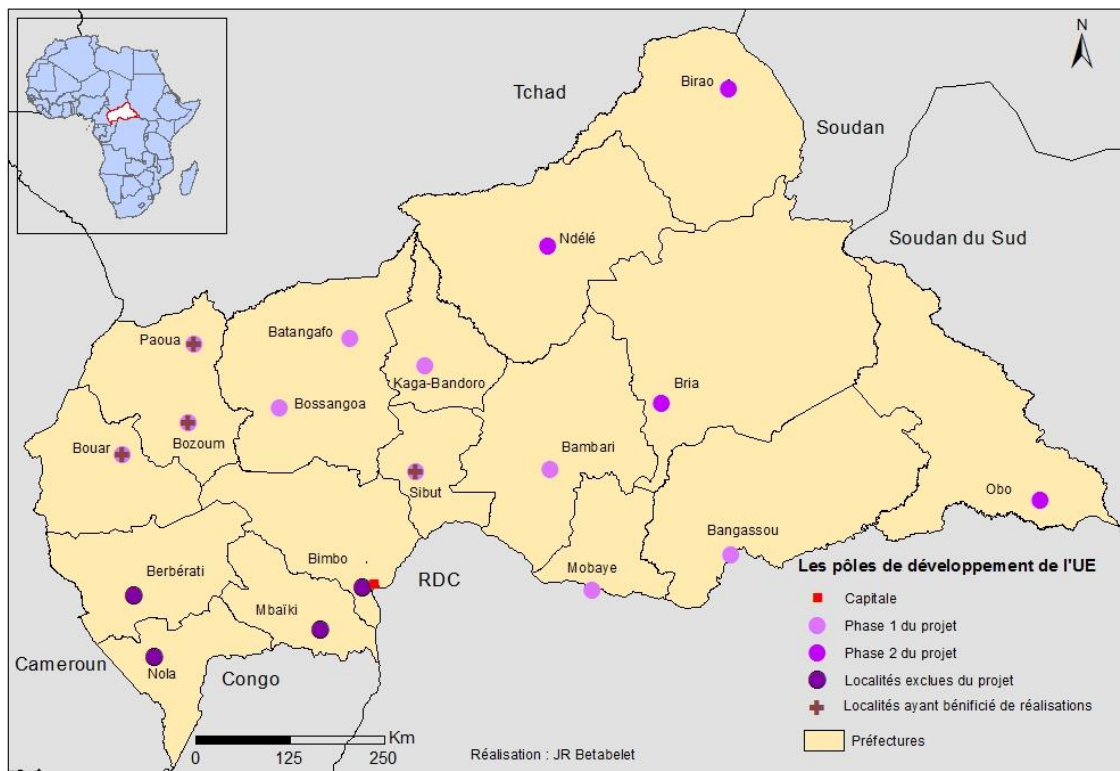 N
Tchad
Birao
Soudan
Ndélé
Soudan du Sud
Paoua
Batangafo
Kaga-Bandoro
Bria
Bossangoa
Bouar
Bozoum
Bambari
Sibut
Obo
Bangassou
Bimbo
Mobaye
RDC
Berbérati
Mbaïki
Cameroun
Nola
Congo
Les pôles de développement de l'UE
Capitale
Phase 1 du projet
Phase 2 du projet
Localités exclues du projet
Localités ayant bénificié de réalisations
Préfectures
Km
0 125 250
Réalisation : JR Betabelet